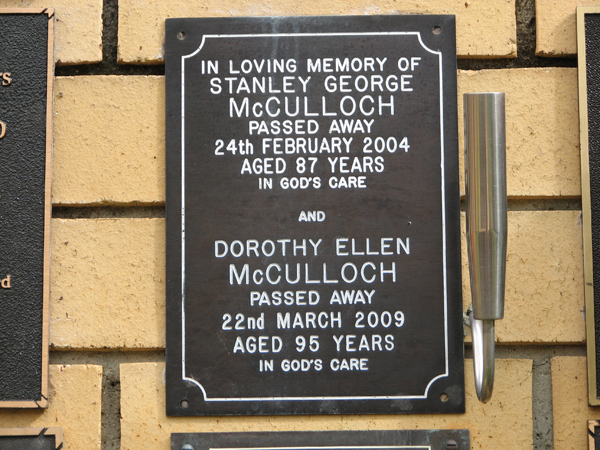 IN LOVING MEMORY OF
STANLEY GEORGE
McCULLOCH
PASSED AWAY
24th FEBRUARY 2004
AGED 87 YEARS
IN GOD'S CARE
AND
DOROTHY ELLEN
McCULLOCH
PASSED AWAY
22nd MARCH 2009
AGED 95 YEARS
IN GOD'S CARE